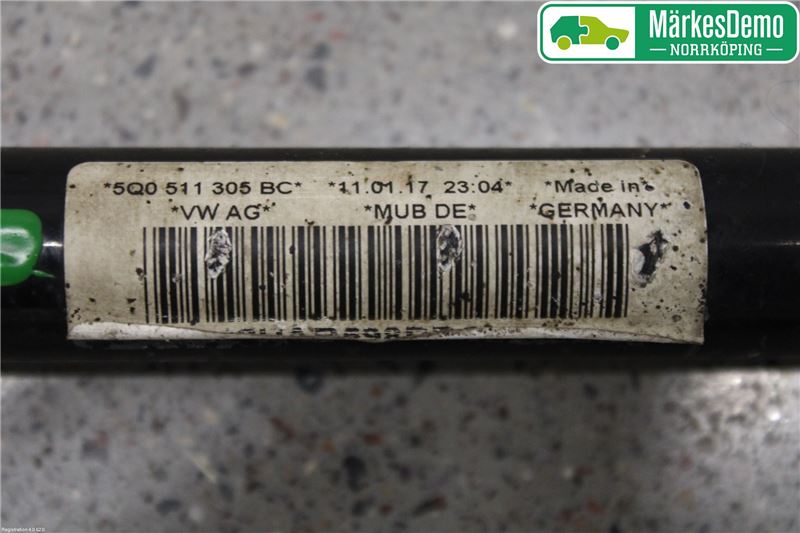 MärkesDemo
NORRKÖPING
*5Q0 511 305 BC* *11.01.17 23:04* *Made in*
*VW AG* *MUB DE* *GERMANY*